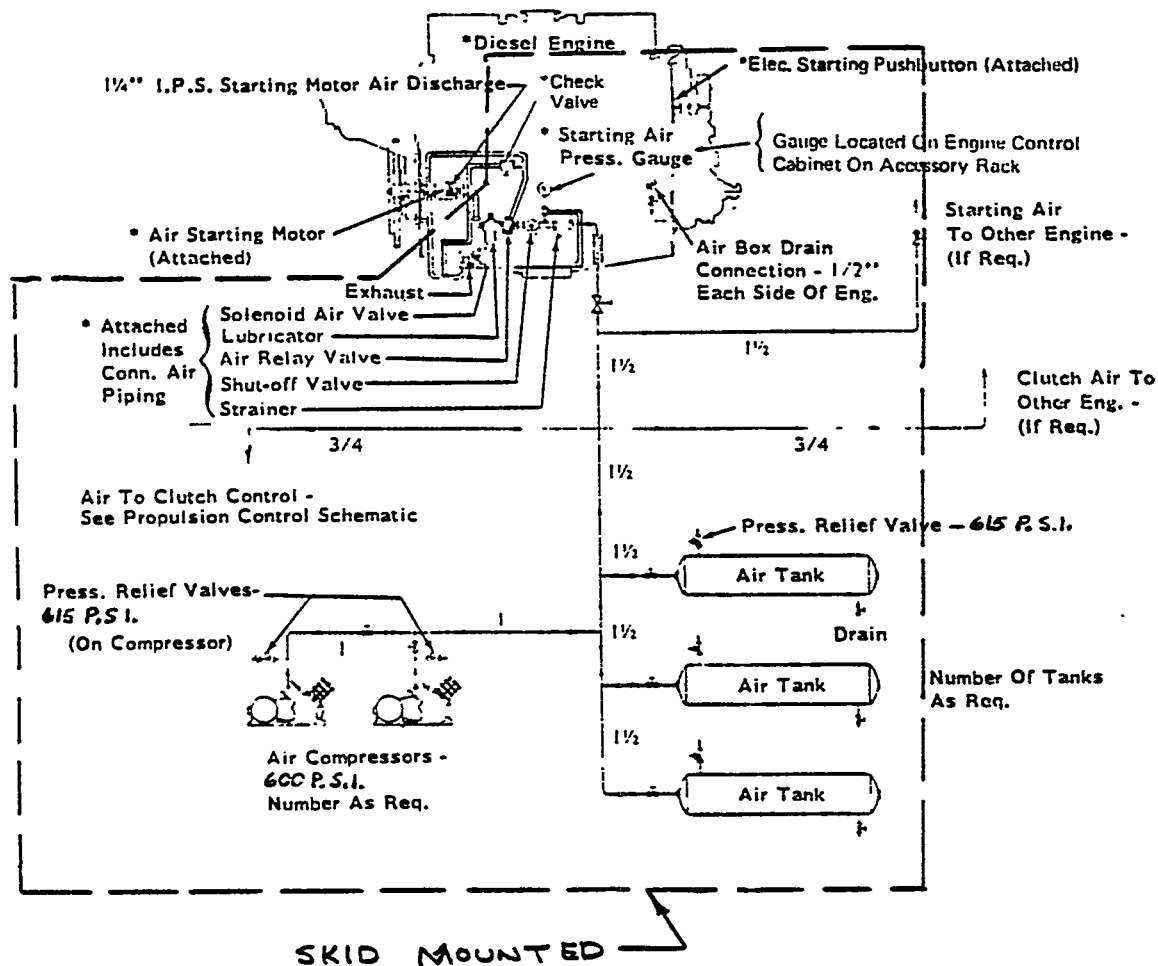 *Diesel Engine
*Elec. Starting Pushbutton (Attached)
1¼" I.P.S. Starting Motor Air Discharge
*Check
Valve
* Starting Air
Press. Gauge
Gauge Located On Engine Control
Cabinet On Accessory Rack
* Air Starting Motor
(Attached)
Starting Air
To Other Engine -
(If Req.)
Air Box Drain
Connection - 1/2"
Each Side Of Eng.
Exhaust
* Attached
Includes
Conn. Air
Piping
Solenoid Air Valve
Lubricator
Air Relay Valve
Shut-off Valve
Strainer
1½
1½
Clutch Air To
Other Eng. -
(If Req.)
3/4
3/4
1½
Air To Clutch Control -
See Propulsion Control Schematic
Press. Relief Valve - 615 P.S.I.
1½
Air Tank
Press. Relief Valves-
615 P.S.I.
(On Compressor)
1
1
1½
Drain
Air Tank
Number Of Tanks
As Req.
1½
Air Compressors -
600 P.S.I.
Number As Req.
Air Tank
SKID MOUNTED